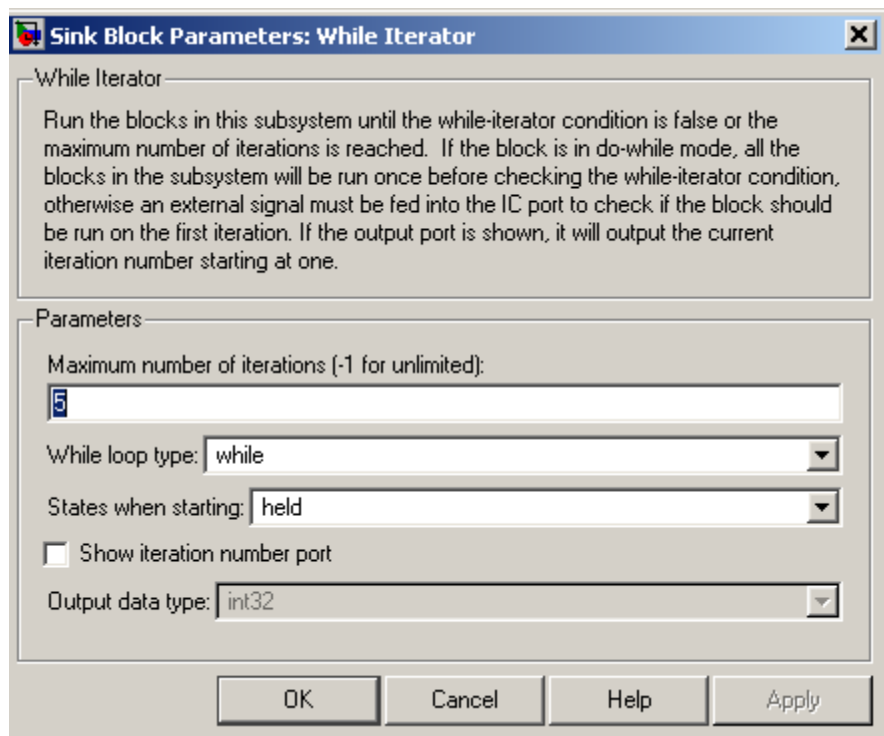 Sink Block Parameters: While Iterator
While Iterator
Run the blocks in this subsystem until the while-iterator condition is false or the
maximum number of iterations is reached.  If the block is in do-while mode, all the
blocks in the subsystem will be run once before checking the while-iterator condition,
otherwise an external signal must be fed into the IC port to check if the block should
be run on the first iteration. If the output port is shown, it will output the current
iteration number starting at one.
Parameters
Maximum number of iterations (-1 for unlimited):
5
While loop type: while
States when starting: held
Show iteration number port
Output data type: int32
OK Cancel Help Apply